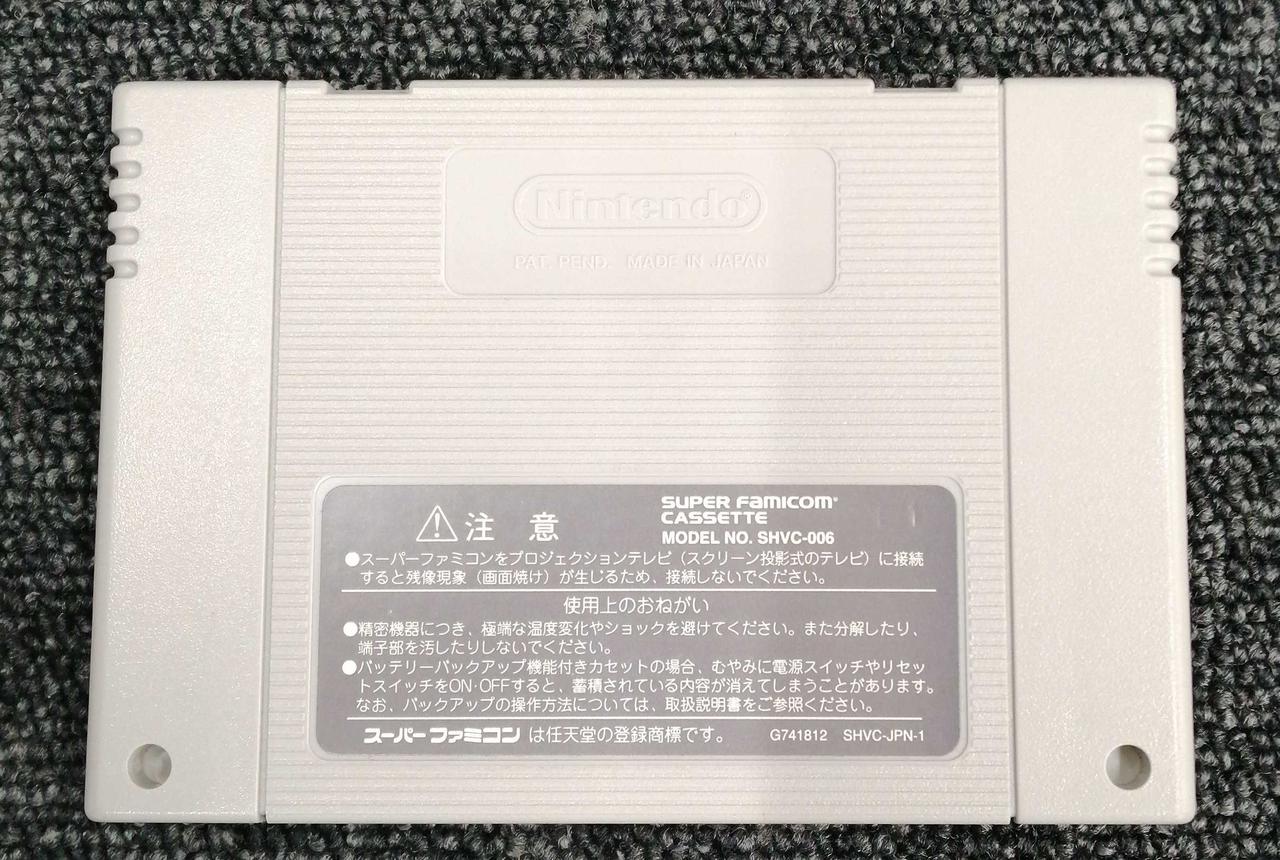 Nintendo®
PAT. PEND. MADE IN JAPAN
注 意
SUPER FAMICOM®
CASSETTE
MODEL NO. SHVC-006
●スーパーファミコンをプロジェクションテレビ（スクリーン投影式のテレビ）に接続
すると残像現象（画面焼け）が生じるため、接続しないでください。
使用上のおねがい
●精密機器につき、極端な温度変化やショックを避けてください。また分解したり、
端子部を汚したりしないでください。
●バッテリーバックアップ機能付きカセットの場合、むやみに電源スイッチやリセッ
トスイッチをON·OFFすると、蓄積されている内容が消えてしまうことがあります。
なお、バックアップの操作方法については、取扱説明書をご参照ください。
スーパーファミコン は任天堂の登録商標です。 G741812 SHVC-JPN-1